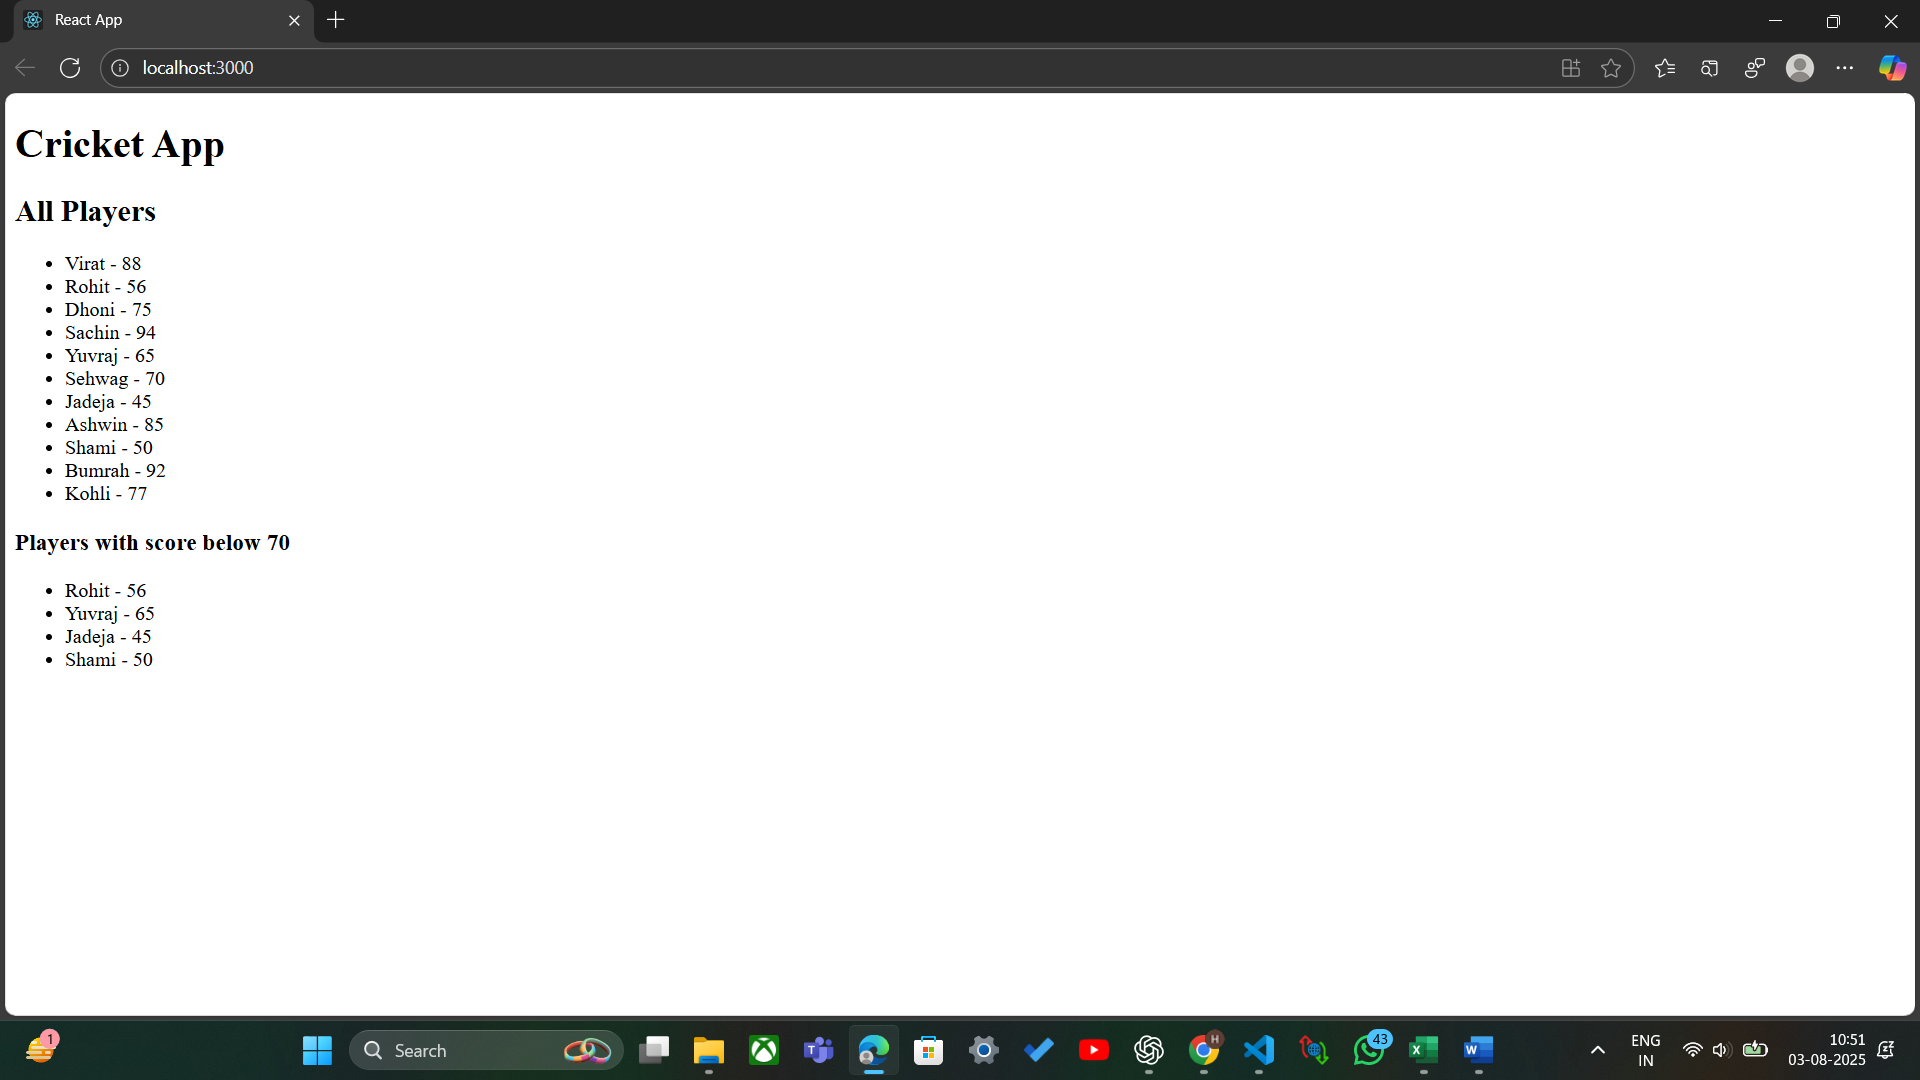 React App
localhost:3000
Cricket App
All Players
Virat - 88
Rohit - 56
Dhoni - 75
Sachin - 94
Yuvraj - 65
Sehwag - 70
Jadeja - 45
Ashwin - 85
Shami - 50
Bumrah - 92
Kohli - 77
Players with score below 70
Rohit - 56
Yuvraj - 65
Jadeja - 45
Shami - 50
1
Search
T
H
43
X
W
ENG
IN
10:51
03-08-2025